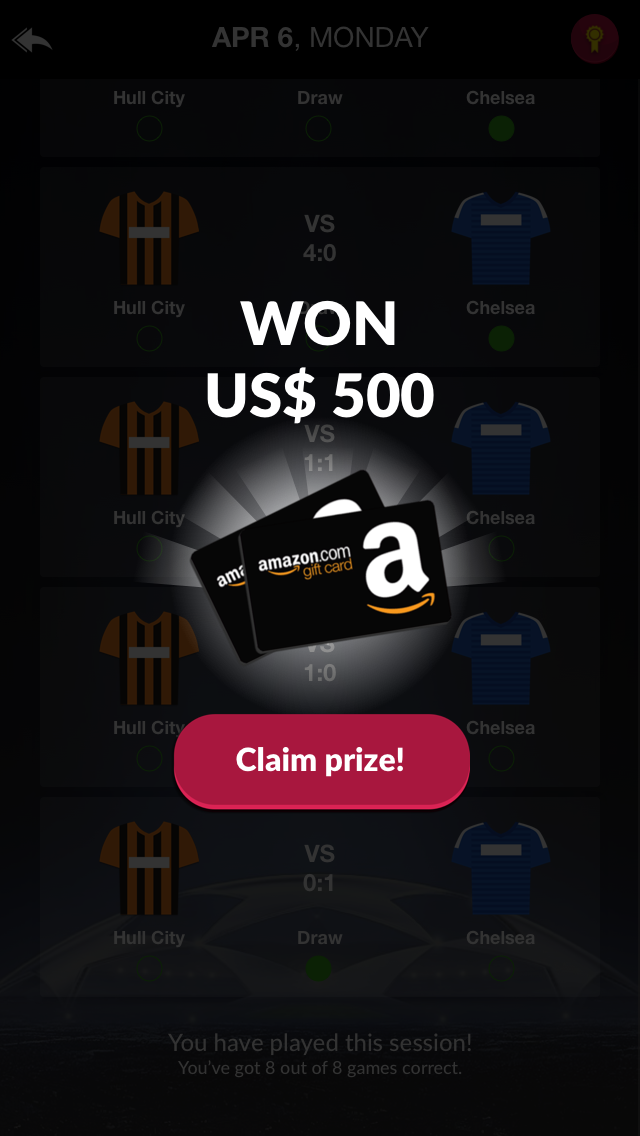 APR 6, MONDAY
Hull City Draw Chelsea
VS
4:0
Hull City Chelsea
WON
US$ 500
VS
1:1
Hull City Chelsea
amazon.com
gift card
a
ama
VS
1:0
Hull City Chelsea
Claim prize!
VS
0:1
Hull City Draw Chelsea
You have played this session!
You've got 8 out of 8 games correct.